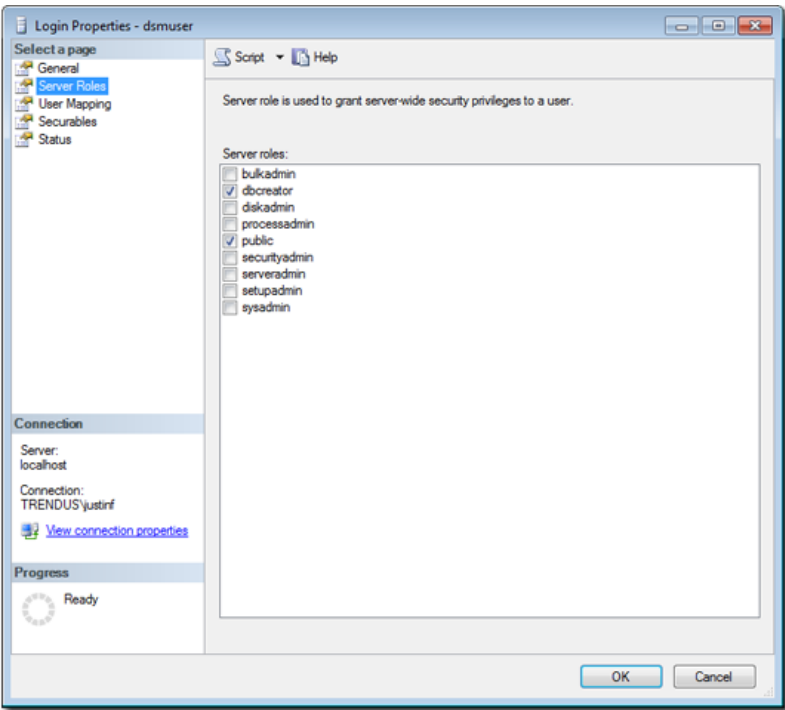 Login Properties - dsmuser
Select a page
General
Server Roles
User Mapping
Securables
Status
Script
Help
Server role is used to grant server-wide security privileges to a user.
Server roles:
bulkadmin
dbcreator
diskadmin
processadmin
public
securityadmin
serveradmin
setupadmin
sysadmin
Connection
Server:
localhost
Connection:
TRENDUS\justinf
View connection properties
Progress
Ready
OK
Cancel